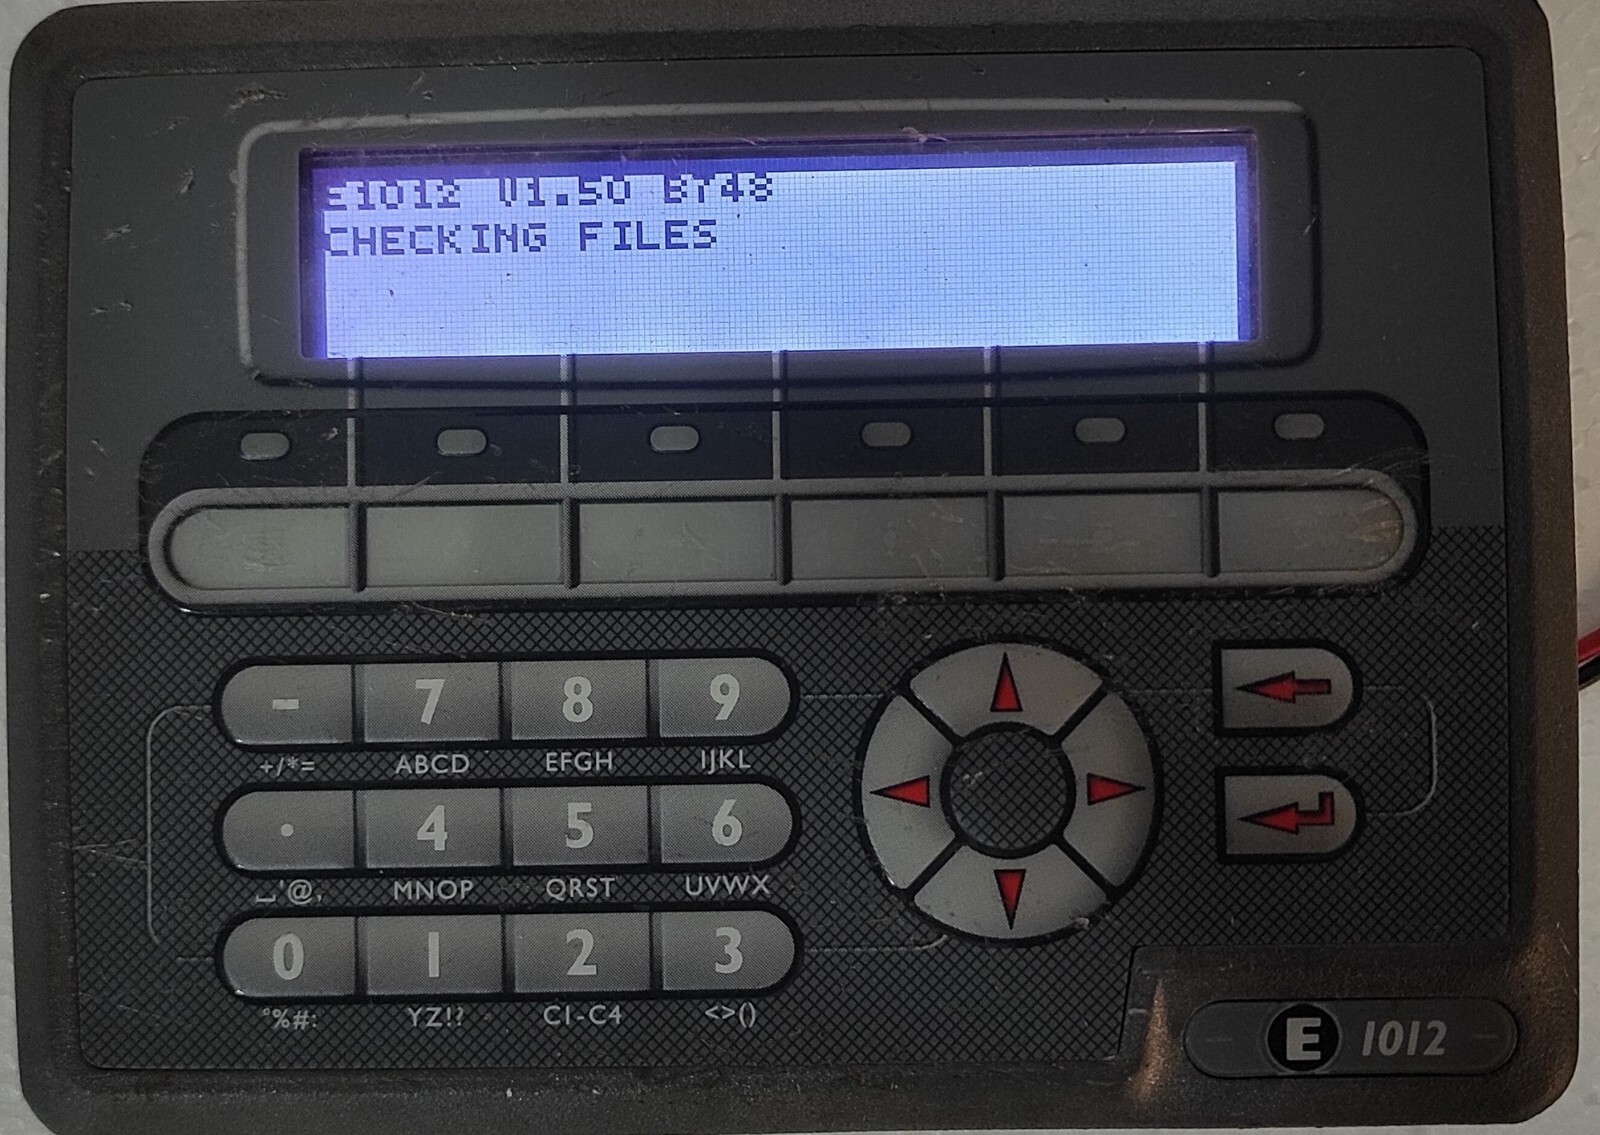 E1012 V1.50 BY48
CHECKING FILES
- 7 8 9
+/*= ABCD EFGH IJKL
. 4 5 6
␣'@, MNOP QRST UVWX
0 1 2 3
°%#: YZ!? C1-C4 <>()
E 1012